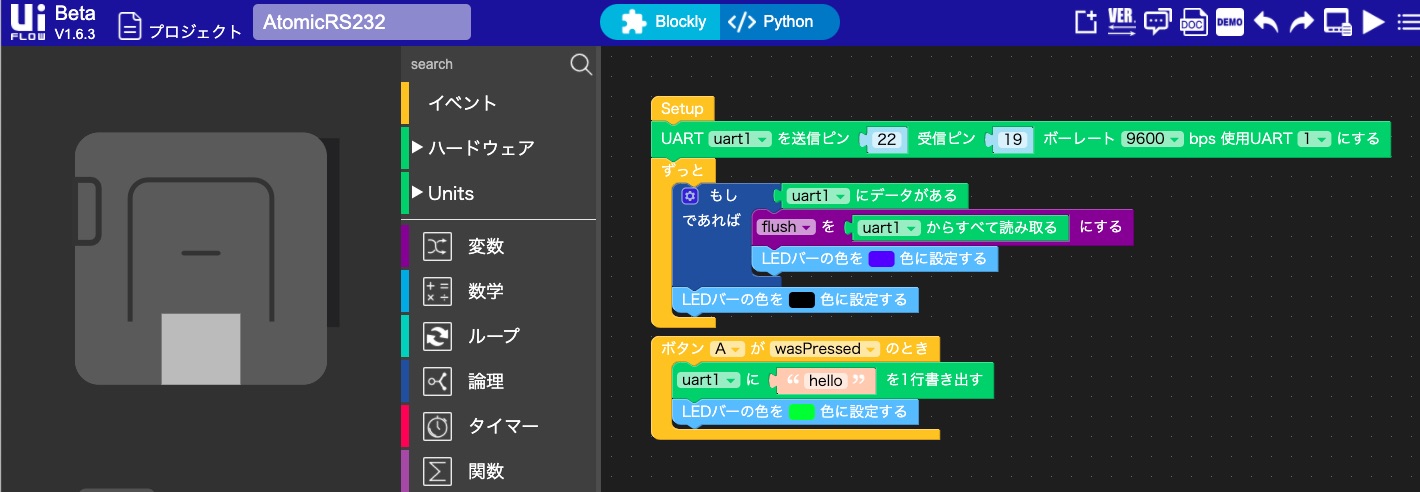 Ui FLOW Beta V1.6.3 プロジェクト AtomicRS232 Blockly </> Python VER. DOC DEMO
search
イベント
ハードウェア
Units
変数
数学
ループ
論理
タイマー
関数
Setup
UART uart1 を送信ピン 22 受信ピン 19 ボーレート 9600 bps 使用UART 1 にする
ずっと
もし uart1 にデータがある
であれば flush を uart1 からすべて読み取る にする
LEDバーの色を 色に設定する
LEDバーの色を 色に設定する
ボタン A が wasPressed のとき
uart1 に “ hello ” を1行書き出す
LEDバーの色を 色に設定する